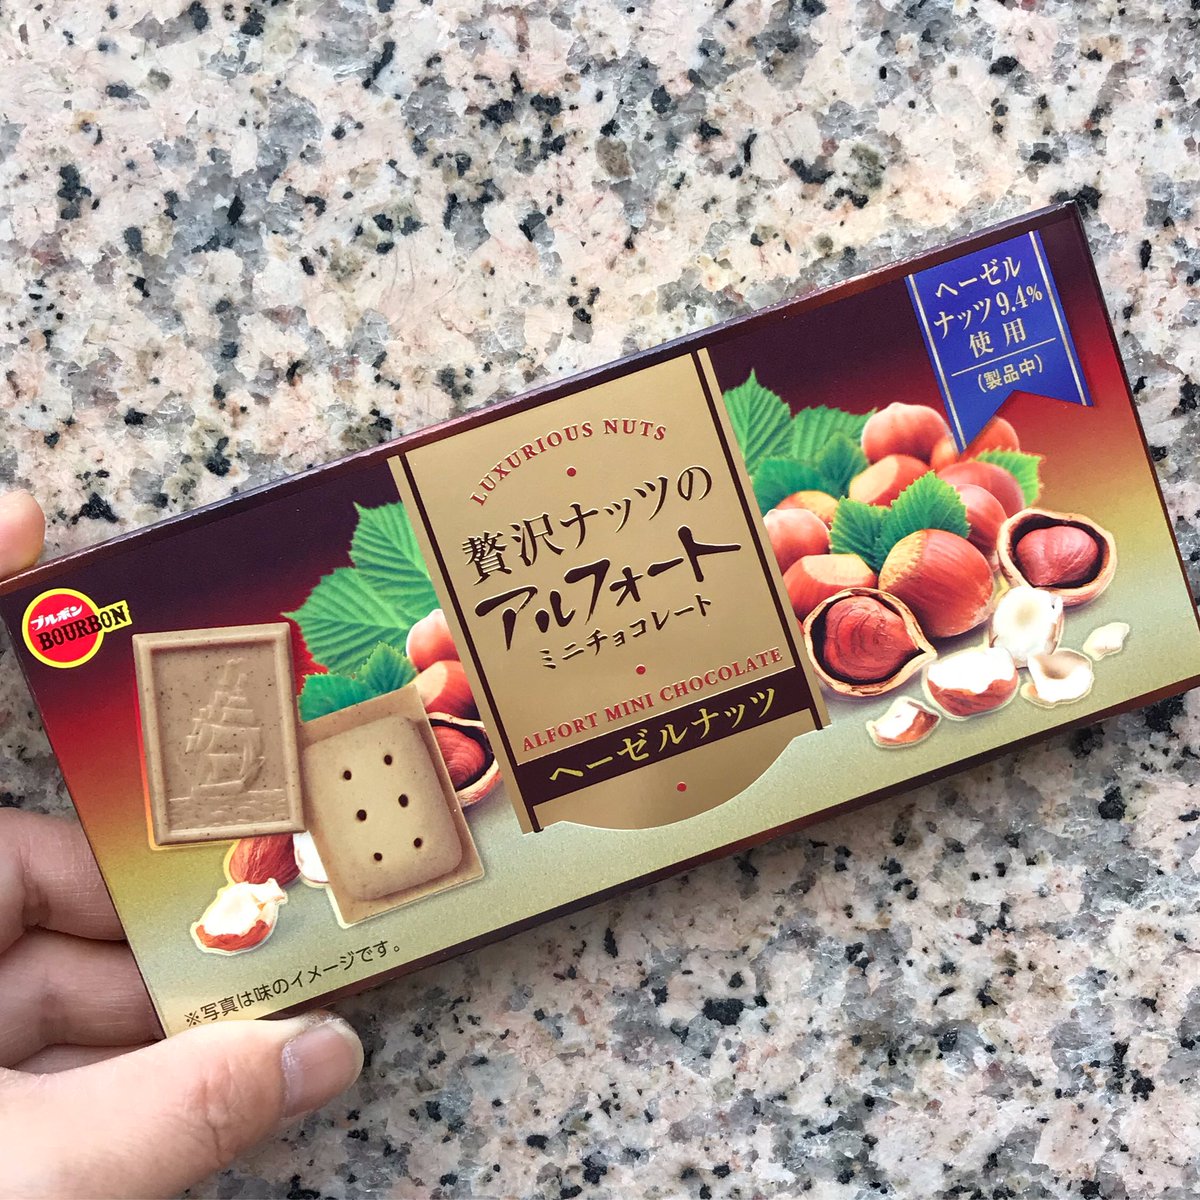 ヘーゼル
ナッツ9.4%
使用
(製品中)
LUXURIOUS NUTS
贅沢ナッツの
アルフォート
ミニチョコレート
ALFORT MINI CHOCOLATE
ヘーゼルナッツ
ブルボン
BOURBON
※写真は味のイメージです。